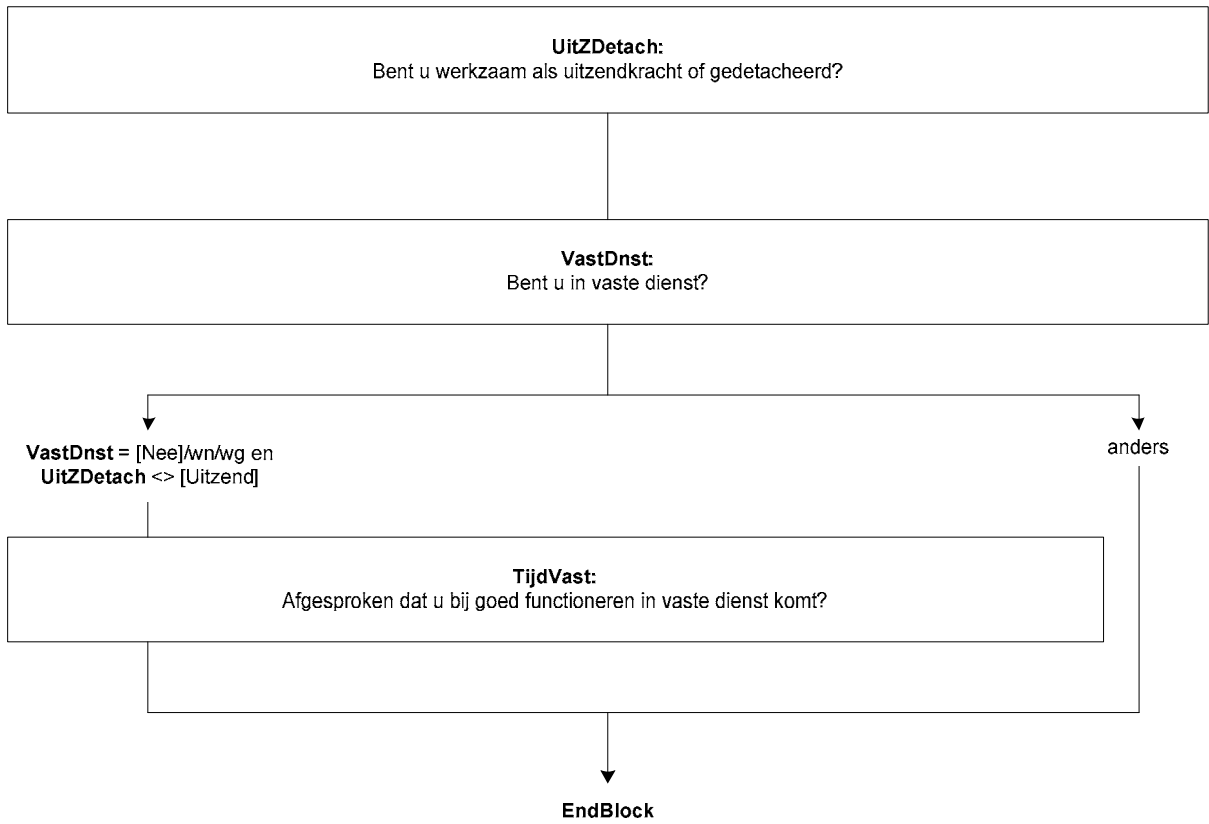 UitZDetach:
Bent u werkzaam als uitzendkracht of gedetacheerd?
VastDnst:
Bent u in vaste dienst?
VastDnst = [Nee]/wn/wg en
UitZDetach <> [Uitzend]
anders
TijdVast:
Afgesproken dat u bij goed functioneren in vaste dienst komt?
EndBlock